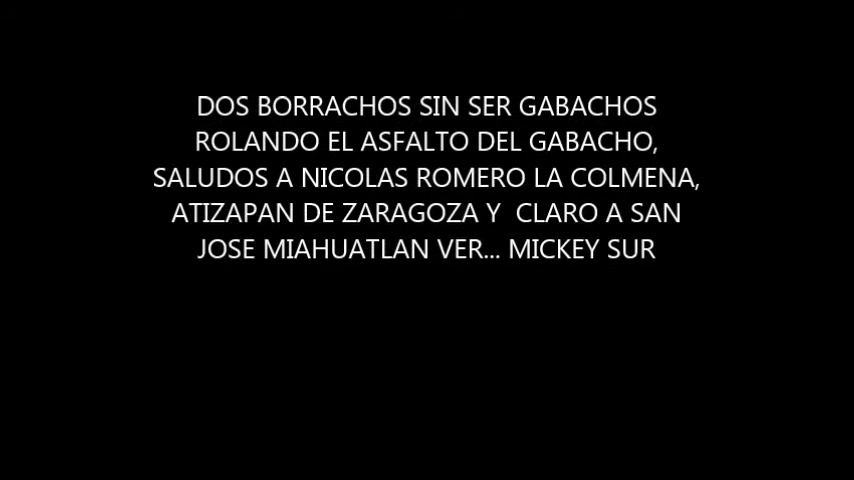 DOS BORRACHOS SIN SER GABACHOS
ROLANDO EL ASFALTO DEL GABACHO,
SALUDOS A NICOLAS ROMERO LA COLMENA,
ATIZAPAN DE ZARAGOZA Y  CLARO A SAN
JOSE MIAHUATLAN VER... MICKEY SUR